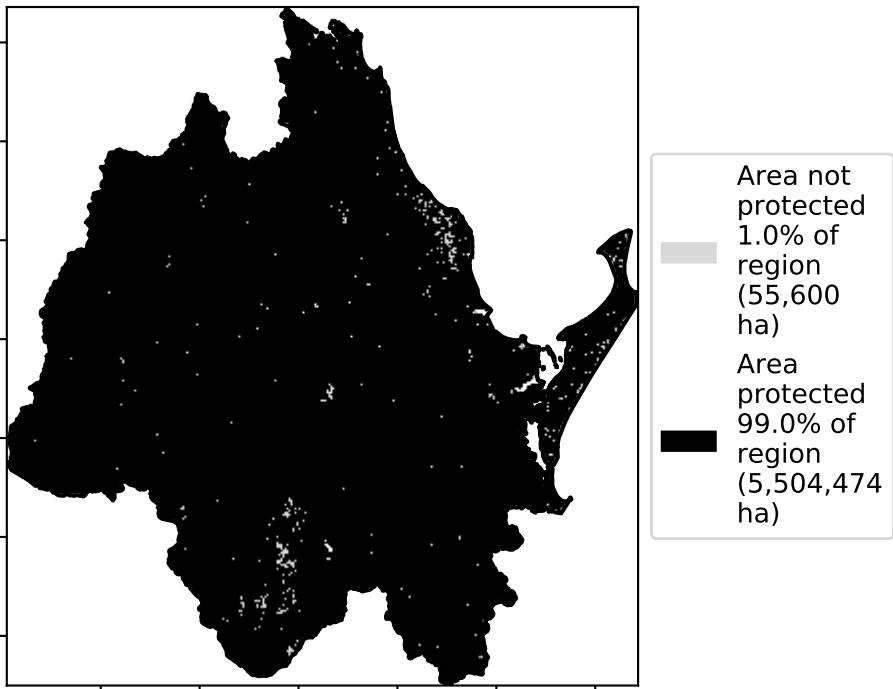 Area not
protected
1.0% of
region
(55,600
ha)
Area
protected
99.0% of
region
(5,504,474
ha)